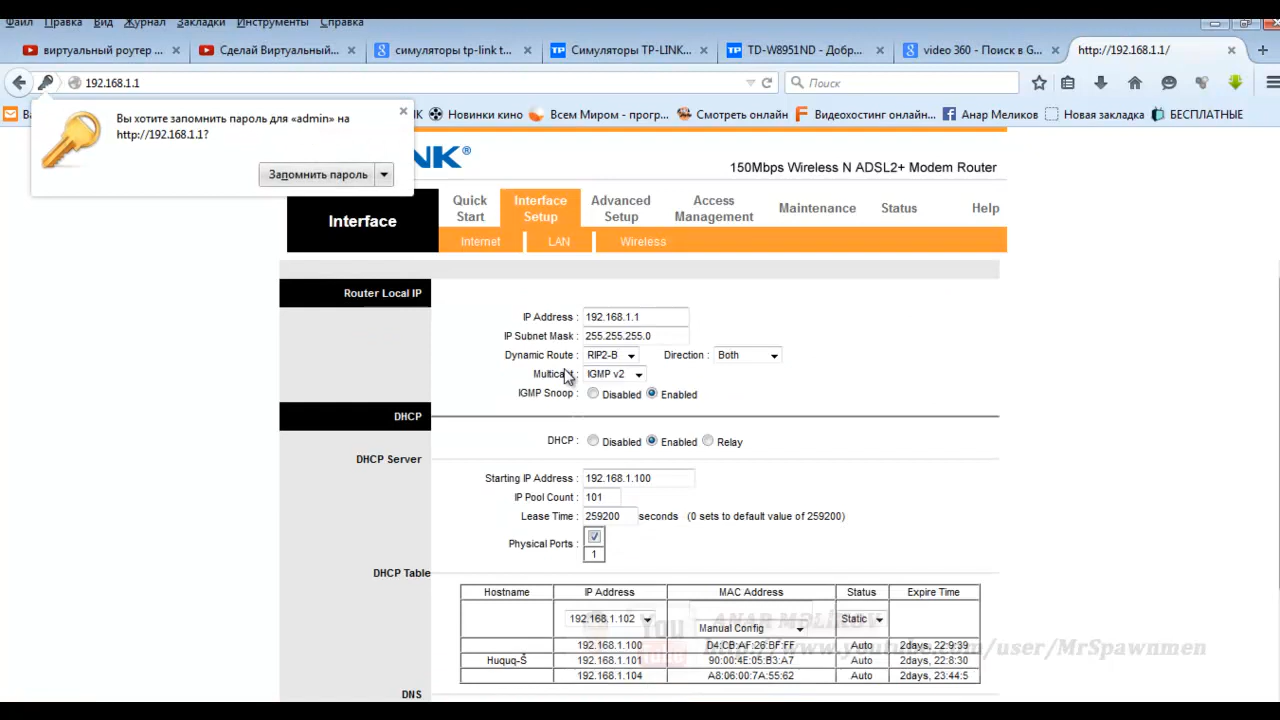 Файл Правка Вид Журнал Закладки Инструменты Справка
виртуальный роутер ... × Сделай Виртуальный... × симуляторы tp-link t... × Симуляторы TP-LINK... × TD-W8951ND - Добр... × video 360 - Поиск в G... × http://192.168.1.1/ ×
192.168.1.1 Поиск
Новинки кино Всем Миром - прогр... Смотреть онлайн Видеохостинг онлайн... Анар Меликов Новая закладка БЕСПЛАТНЫЕ
Вы хотите запомнить пароль для «admin» на
http://192.168.1.1?
Запомнить пароль
NK®
150Mbps Wireless N ADSL2+ Modem Router
Interface
Quick Start Interface Setup Advanced Setup Access Management Maintenance Status Help
Internet LAN Wireless
Router Local IP
IP Address : 192.168.1.1
IP Subnet Mask : 255.255.255.0
Dynamic Route : RIP2-B Direction : Both
Multicast : IGMP v2
IGMP Snoop : Disabled Enabled
DHCP
DHCP : Disabled Enabled Relay
DHCP Server
Starting IP Address : 192.168.1.100
IP Pool Count : 101
Lease Time : 259200 seconds (0 sets to default value of 259200)
Physical Ports :
1
DHCP Table
Hostname IP Address MAC Address Status Expire Time
192.168.1.102 Manual Config Static
192.168.1.100 D4:CB:AF:26:BF:FF Auto 2days, 22:9:39
Huquq-Š 192.168.1.101 90:00:4E:05:B3:A7 Auto 2days, 22:8:30
192.168.1.104 A8:06:00:7A:55:62 Auto 2days, 23:44:5
You
Tube
ANAR MƏLİKOV
http://www.youtube.com/user/MrSpawnmen
DNS